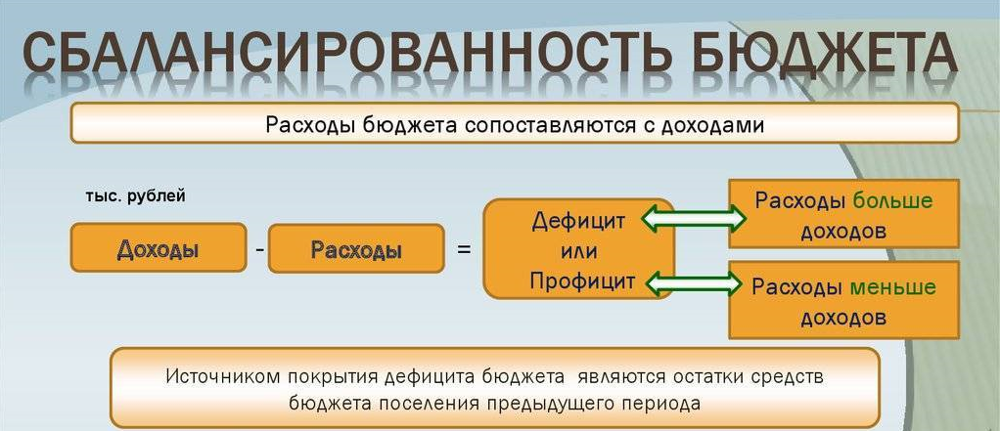 СБАЛАНСИРОВАННОСТЬ БЮДЖЕТА
Расходы бюджета сопоставляются с доходами
тыс. рублей
Доходы - Расходы =
Дефицит
или
Профицит
Расходы больше
доходов
Расходы меньше
доходов
Источником покрытия дефицита бюджета являются остатки средств
бюджета поселения предыдущего периода